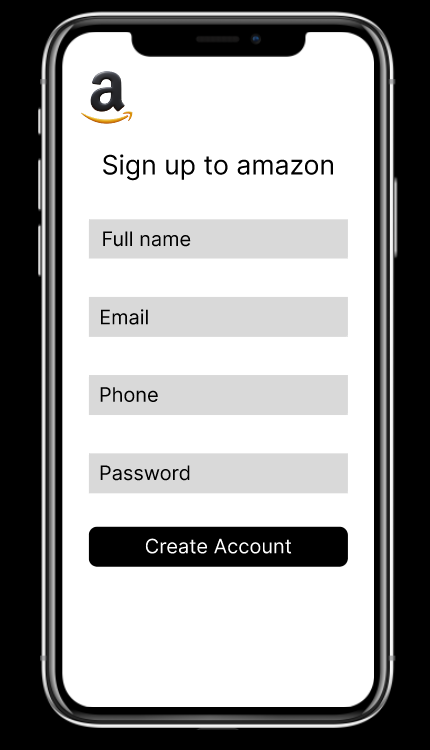 a
Sign up to amazon
Full name
Email
Phone
Password
Create Account